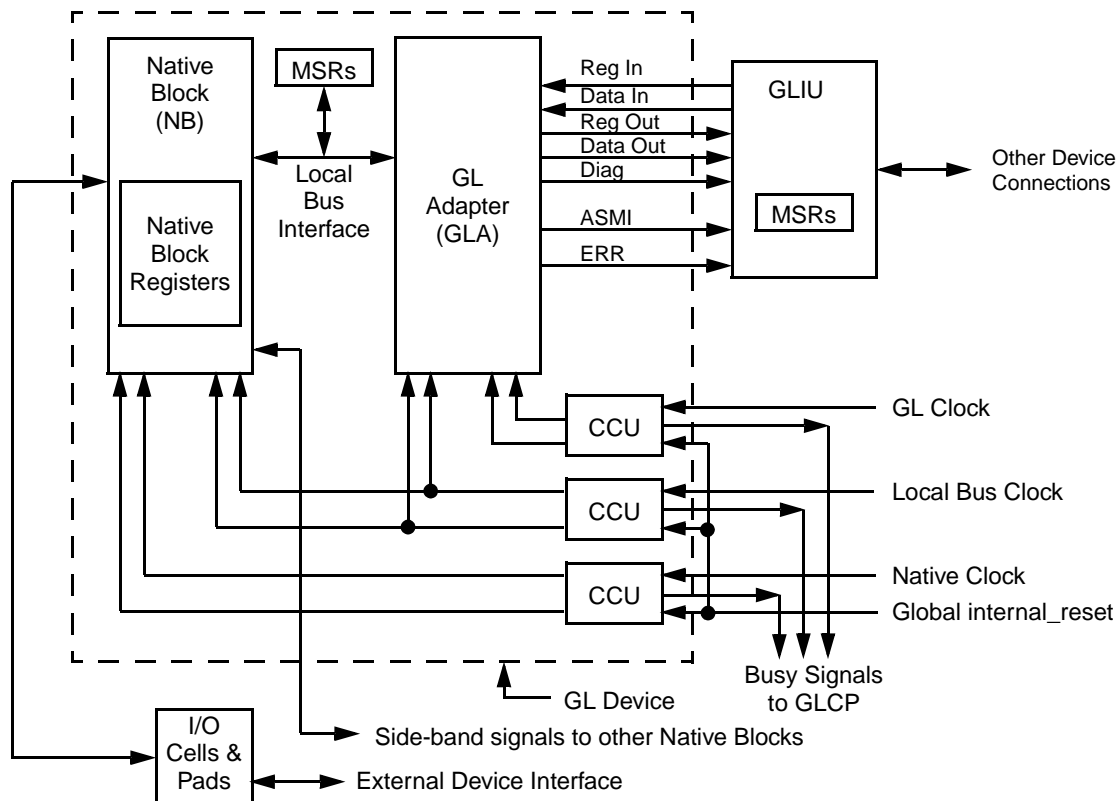 Native
Block
(NB)
MSRs
Local
Bus
Interface
Native
Block
Registers
GL
Adapter
(GLA)
Reg In
Data In
Reg Out
Data Out
Diag
ASMI
ERR
GLIU
MSRs
Other Device
Connections
CCU
GL Clock
CCU
Local Bus Clock
CCU
Native Clock
Global internal_reset
Busy Signals
to GLCP
GL Device
Side-band signals to other Native Blocks
I/O
Cells &
Pads
External Device Interface